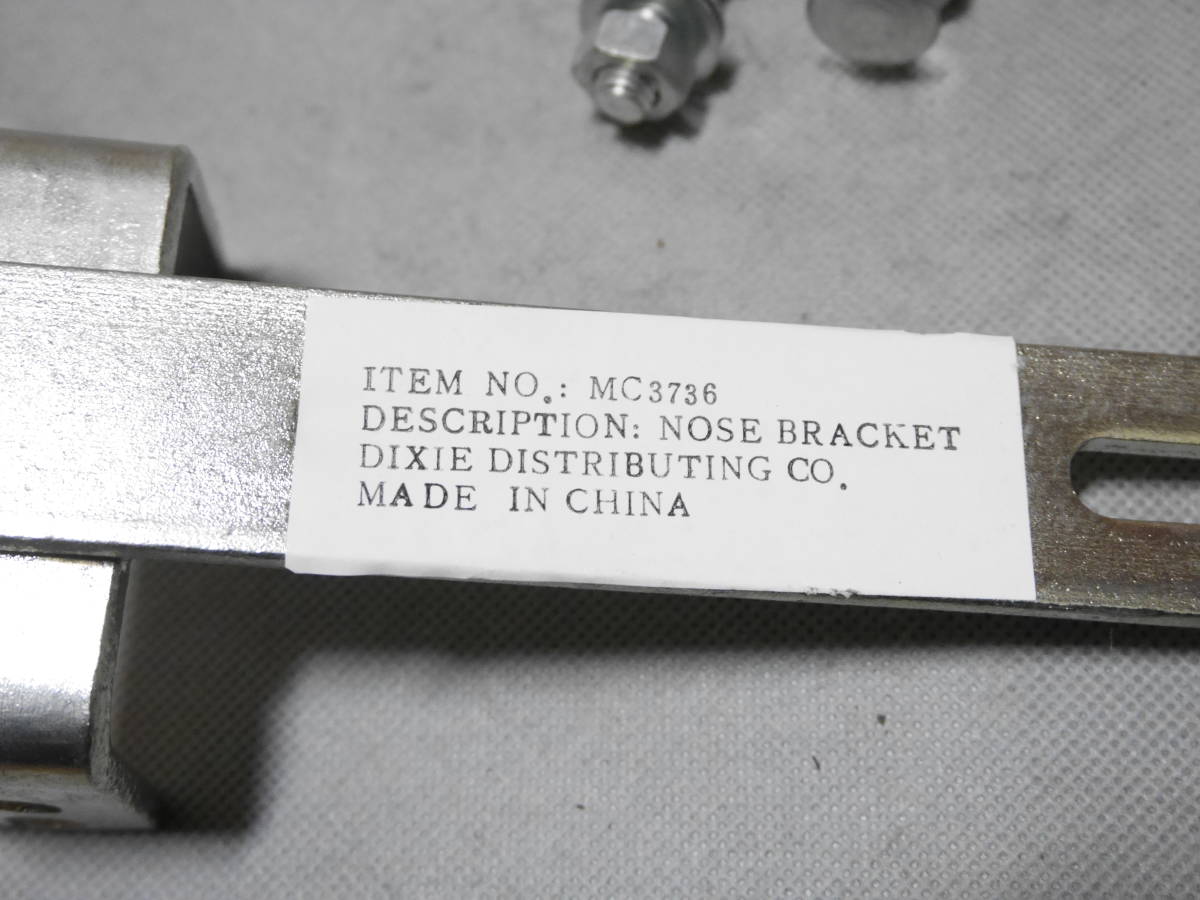 ITEM NO.: MC3736
DESCRIPTION: NOSE BRACKET
DIXIE DISTRIBUTING CO.
MADE IN CHINA